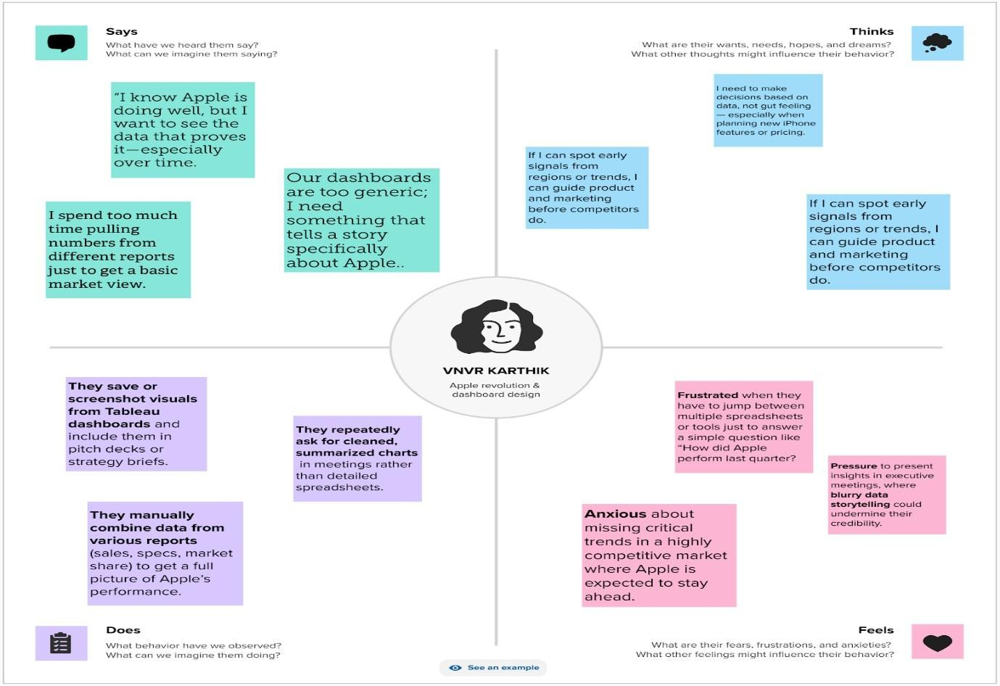 Says
What have we heard them say?
What can we imagine them saying?
Thinks
What are their wants, needs, hopes, and dreams?
What other thoughts might influence their behavior?
“I know Apple is
doing well, but I
want to see the
data that proves
it—especially
over time.
Our dashboards
are too generic;
I need
something that
tells a story
specifically
about Apple..
I spend too much
time pulling
numbers from
different reports
just to get a basic
market view.
I need to make
decisions based on
data, not gut feeling
— especially when
planning new iPhone
features or pricing.
If I can spot early
signals from
regions or trends, I
can guide product
and marketing
before competitors
do.
If I can spot early
signals from
regions or trends, I
can guide product
and marketing
before competitors
do.
VNVR KARTHIK
Apple revolution &
dashboard design
They save or
screenshot visuals
from Tableau
dashboards and
include them in
pitch decks or
strategy briefs.
They repeatedly
ask for cleaned,
summarized charts
in meetings rather
than detailed
spreadsheets.
They manually
combine data from
various reports
(sales, specs, market
share) to get a full
picture of Apple’s
performance.
Frustrated when they
have to jump between
multiple spreadsheets
or tools just to answer
a simple question like
“How did Apple
perform last quarter?
Pressure to present
insights in executive
meetings, where
blurry data
storytelling could
undermine their
credibility.
Anxious about
missing critical
trends in a highly
competitive market
where Apple is
expected to stay
ahead.
Does
What behavior have we observed?
What can we imagine them doing?
Feels
What are their fears, frustrations, and anxieties?
What other feelings might influence their behavior?
See an example